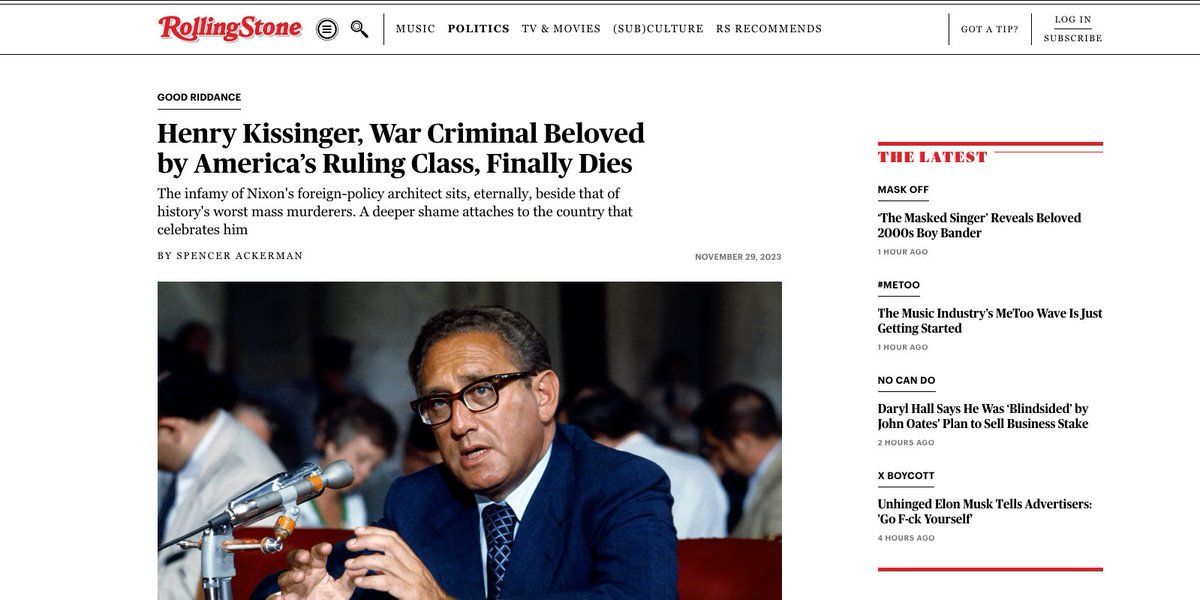 RollingStone
MUSIC POLITICS TV & MOVIES (SUB)CULTURE RS RECOMMENDS
GOT A TIP?
LOG IN
SUBSCRIBE
GOOD RIDDANCE
Henry Kissinger, War Criminal Beloved
by America’s Ruling Class, Finally Dies
The infamy of Nixon's foreign-policy architect sits, eternally, beside that of
history's worst mass murderers. A deeper shame attaches to the country that
celebrates him
BY SPENCER ACKERMAN
NOVEMBER 29, 2023
THE LATEST
MASK OFF
‘The Masked Singer’ Reveals Beloved
2000s Boy Bander
1 HOUR AGO
#METOO
The Music Industry’s MeToo Wave Is Just
Getting Started
1 HOUR AGO
NO CAN DO
Daryl Hall Says He Was ‘Blindsided’ by
John Oates’ Plan to Sell Business Stake
2 HOURS AGO
X BOYCOTT
Unhinged Elon Musk Tells Advertisers:
'Go F-ck Yourself’
4 HOURS AGO